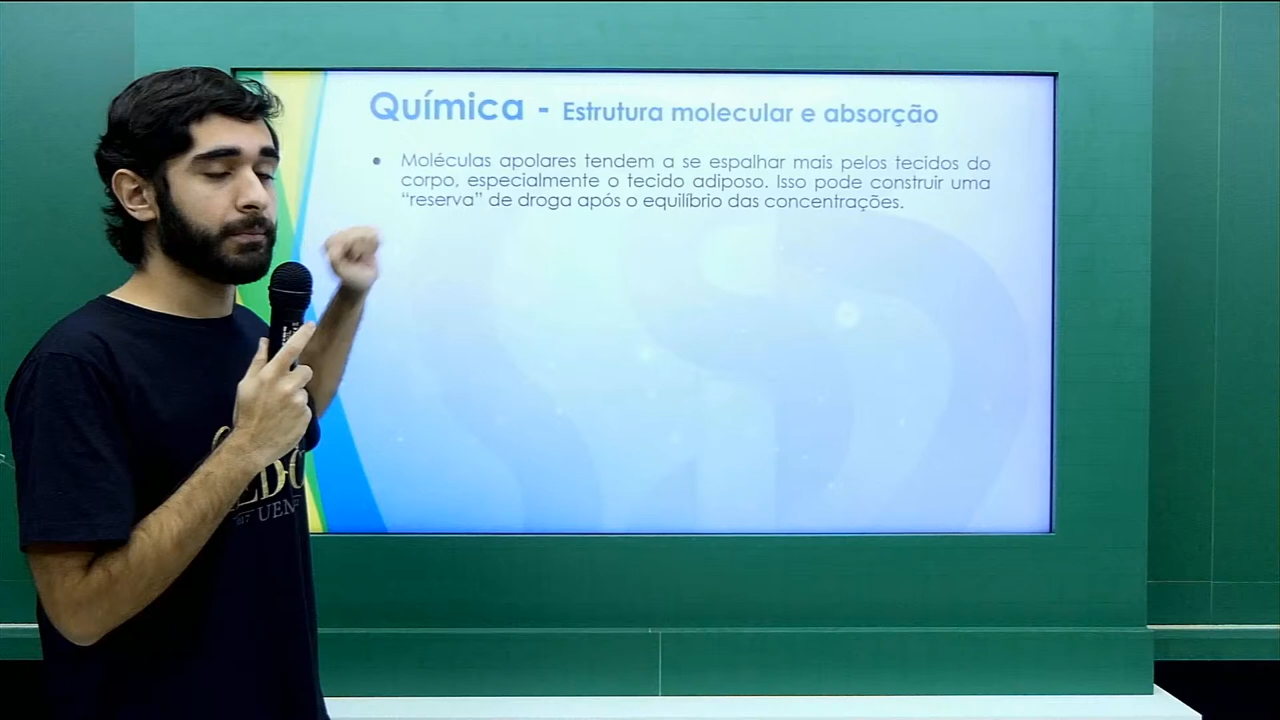 Química - Estrutura molecular e absorção
● Moléculas apolares tendem a se espalhar mais pelos tecidos do
corpo, especialmente o tecido adiposo. Isso pode construir uma
“reserva” de droga após o equilíbrio das concentrações.